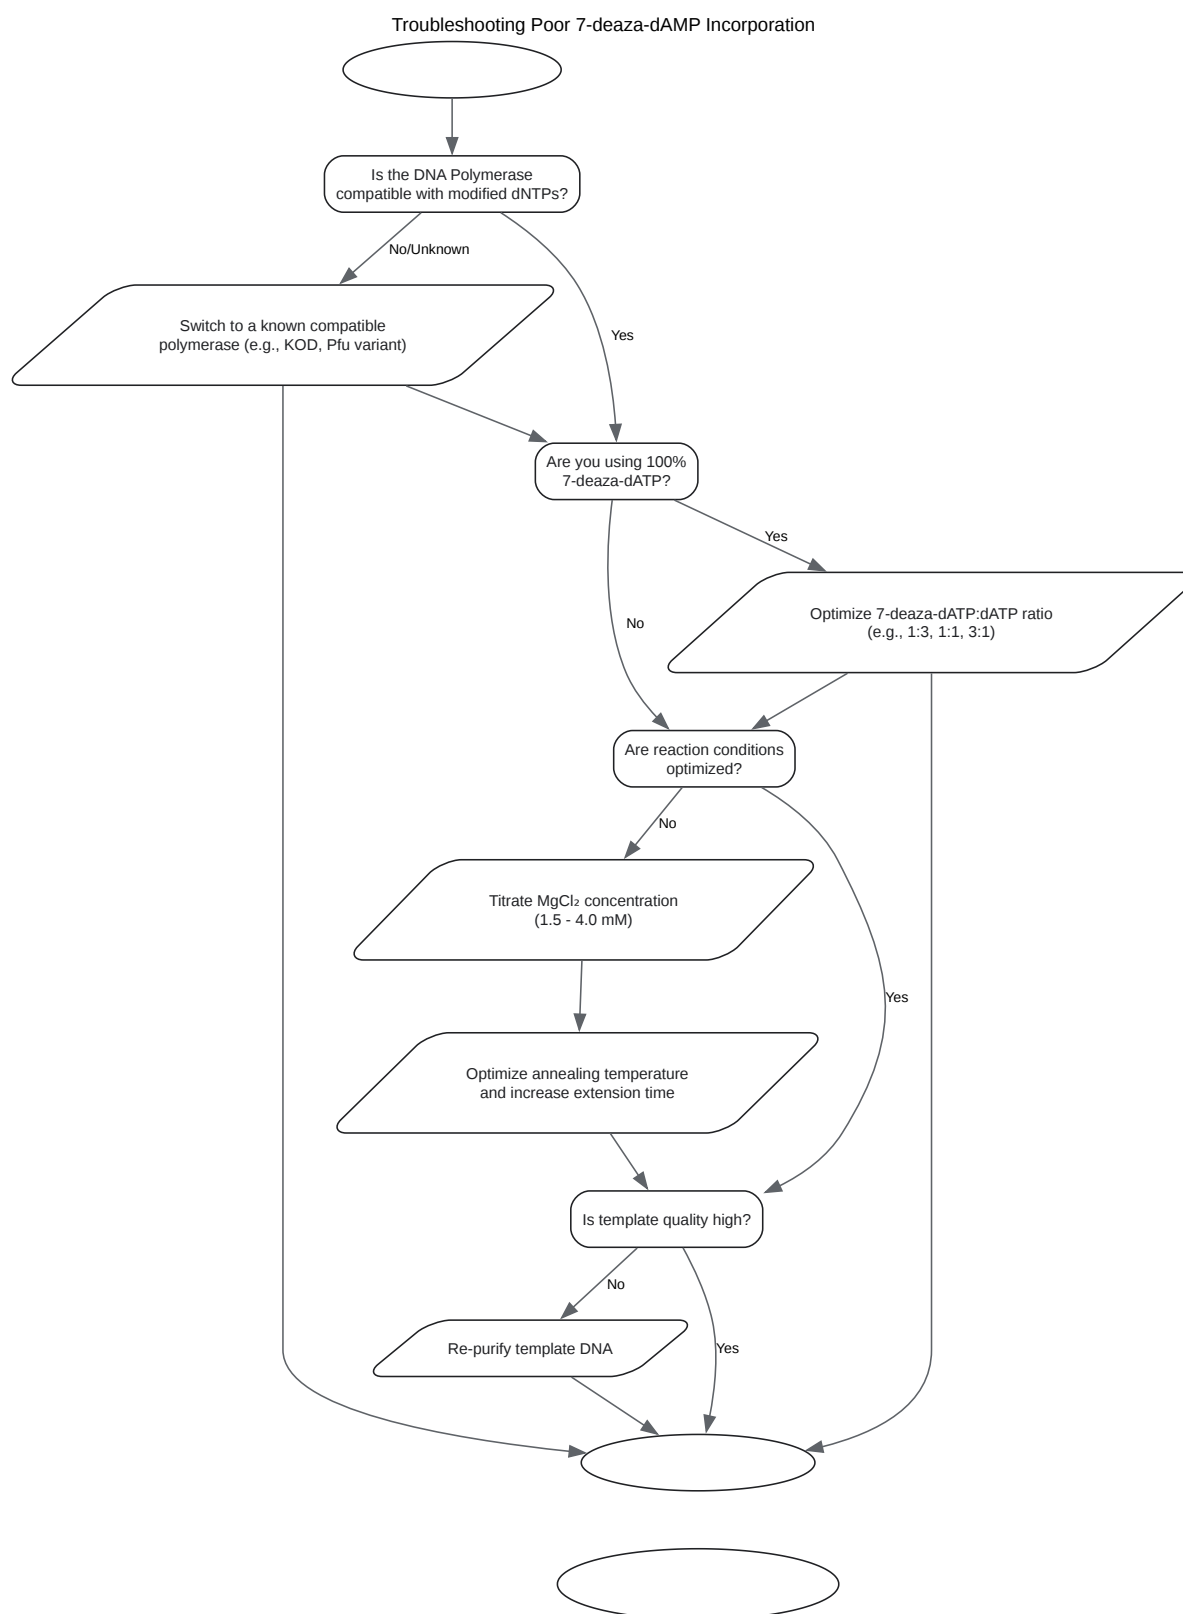 Troubleshooting Poor 7-deaza-dAMP Incorporation
Is the DNA Polymerase
compatible with modified dNTPs?
No/Unknown
Switch to a known compatible
polymerase (e.g., KOD, Pfu variant)
Yes
Are you using 100%
7-deaza-dATP?
Yes
Optimize 7-deaza-dATP:dATP ratio
(e.g., 1:3, 1:1, 3:1)
No
Are reaction conditions
optimized?
No
Titrate MgCl₂ concentration
(1.5 - 4.0 mM)
Yes
Optimize annealing temperature
and increase extension time
Is template quality high?
No
Re-purify template DNA
Yes